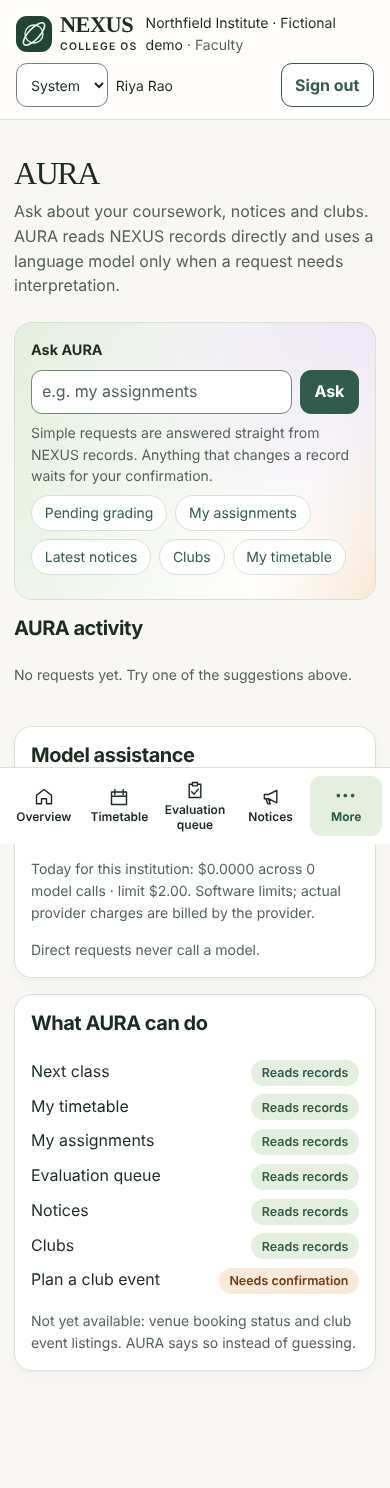 NEXUS
COLLEGE OS
Northfield Institute · Fictional
demo · Faculty
System
Riya Rao
Sign out
AURA
Ask about your coursework, notices and clubs.
AURA reads NEXUS records directly and uses a
language model only when a request needs
interpretation.
Ask AURA
e.g. my assignments
Ask
Simple requests are answered straight from
NEXUS records. Anything that changes a record
waits for your confirmation.
Pending grading
My assignments
Latest notices
Clubs
My timetable
AURA activity
No requests yet. Try one of the suggestions above.
Model assistance
Overview
Timetable
Evaluation
queue
Notices
More
Today for this institution: $0.0000 across 0
model calls · limit $2.00. Software limits; actual
provider charges are billed by the provider.
Direct requests never call a model.
What AURA can do
Next class
Reads records
My timetable
Reads records
My assignments
Reads records
Evaluation queue
Reads records
Notices
Reads records
Clubs
Reads records
Plan a club event
Needs confirmation
Not yet available: venue booking status and club
event listings. AURA says so instead of guessing.